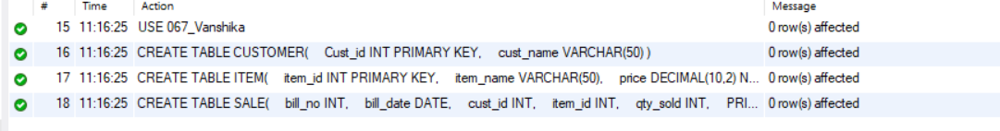 # Time Action Message
15 11:16:25 USE 067_Vanshika 0 row(s) affected
16 11:16:25 CREATE TABLE CUSTOMER( Cust_id INT PRIMARY KEY, cust_name VARCHAR(50) ) 0 row(s) affected
17 11:16:25 CREATE TABLE ITEM( item_id INT PRIMARY KEY, item_name VARCHAR(50), price DECIMAL(10,2) N... 0 row(s) affected
18 11:16:25 CREATE TABLE SALE( bill_no INT, bill_date DATE, cust_id INT, item_id INT, qty_sold INT, PRI... 0 row(s) affected